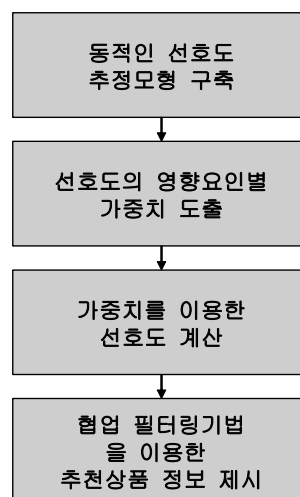 동적인 선호도
추정모형 구축
선호도의 영향요인별
가중치 도출
가중치를 이용한
선호도 계산
협업 필터링기법
을 이용한
추천상품 정보 제시